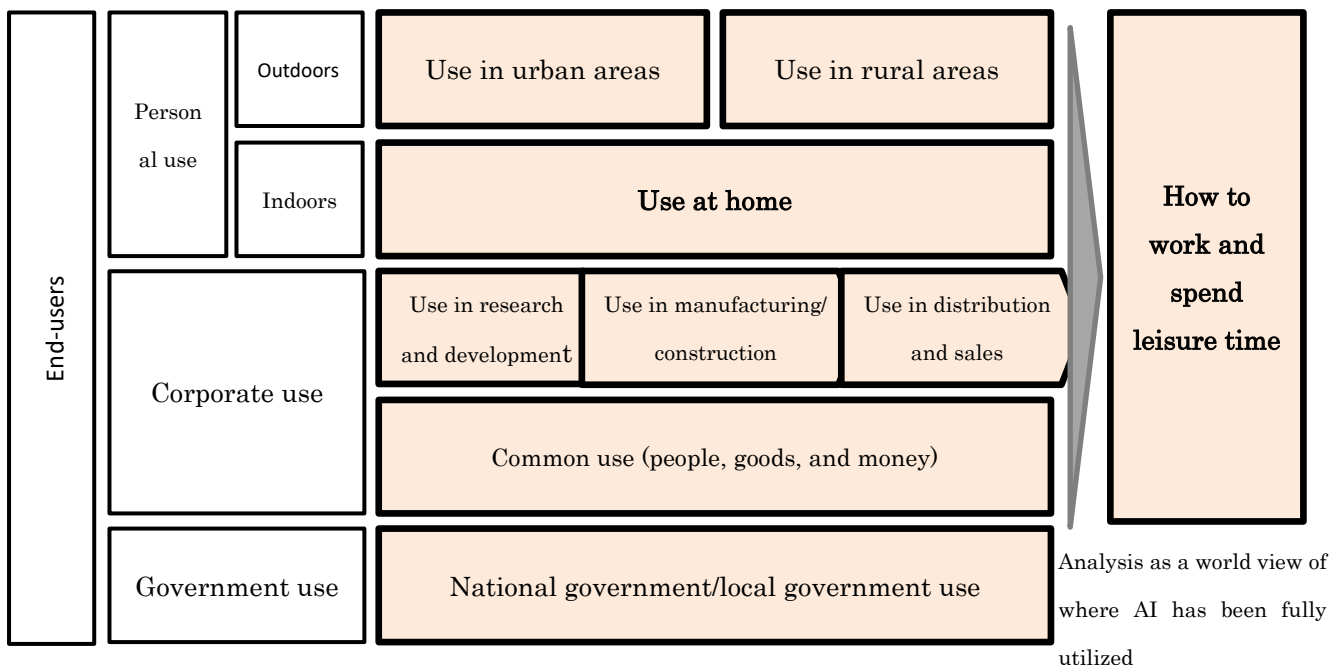 End-users
Person
al use
Outdoors
Use in urban areas
Use in rural areas
Indoors
Use at home
Corporate use
Use in research
and development
Use in manufacturing/
construction
Use in distribution
and sales
Common use (people, goods, and money)
Government use
National government/local government use
How to
work and
spend
leisure time
Analysis as a world view of
where AI has been fully
utilized